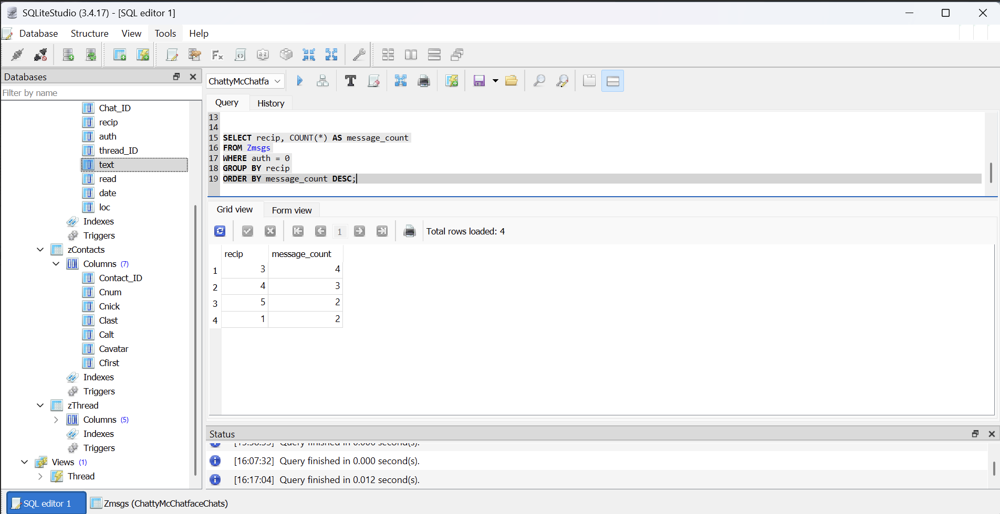 SQLiteStudio (3.4.17) - [SQL editor 1]
Database Structure View Tools Help
Databases
Filter by name
Chat_ID
recip
auth
thread_ID
text
read
date
loc
Indexes
Triggers
zContacts
Columns (7)
Contact_ID
Cnum
Cnick
Clast
Calt
Cavatar
Cfirst
Indexes
Triggers
zThread
Columns (5)
Indexes
Triggers
Views (1)
Thread
ChattyMcChatfa
Query History
13
14
15 SELECT recip, COUNT(*) AS message_count
16 FROM Zmsgs
17 WHERE auth = 0
18 GROUP BY recip
19 ORDER BY message_count DESC;
Grid view Form view
1 Total rows loaded: 4
recip message_count
1 3 4
2 4 3
3 5 2
4 1 2
Status
Query finished in 0.000 second(s).
[16:07:32] Query finished in 0.000 second(s).
[16:17:04] Query finished in 0.012 second(s).
SQL editor 1 Zmsgs (ChattyMcChatfaceChats)